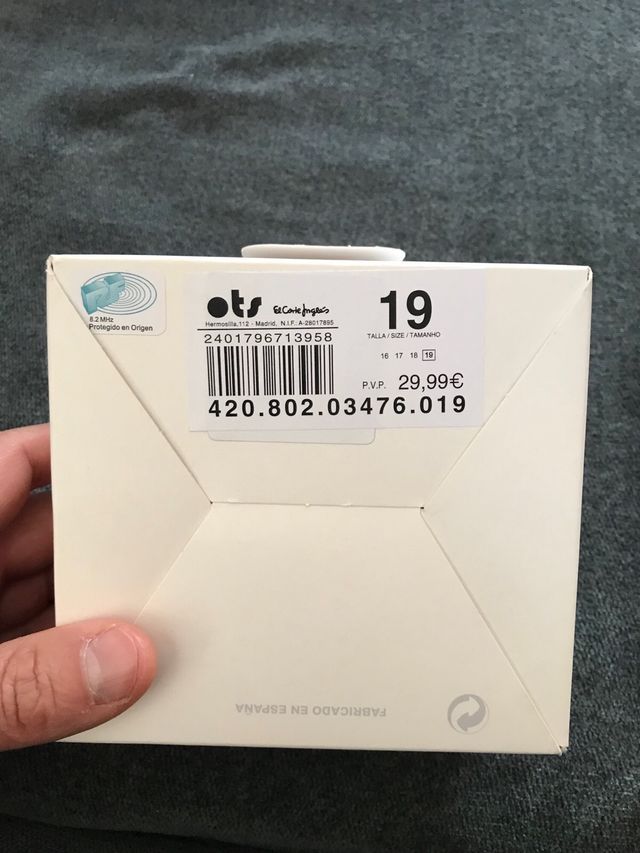 8.2 MHz
Protegido en Origen
ots El Corte Inglés
Hermosilla,112 - Madrid, N.I.F.: A-28017895
2401796713958
19
TALLA / SIZE / TAMANHO
16 17 18 19
P.V.P. 29,99€
420.802.03476.019
FABRICADO EN ESPAÑA